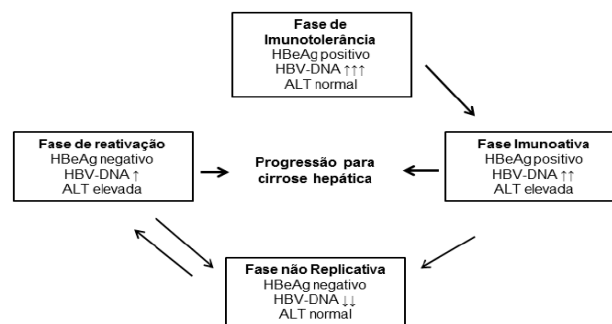 Fase de
Imunotolerância
HBeAg positivo
HBV-DNA ↑↑↑
ALT normal
Fase de reativação
HBeAg negativo
HBV-DNA ↑
ALT elevada
Progressão para
cirrose hepática
Fase Imunoativa
HBeAg positivo
HBV-DNA ↑↑
ALT elevada
Fase não Replicativa
HBeAg negativo
HBV-DNA ↓↓
ALT normal